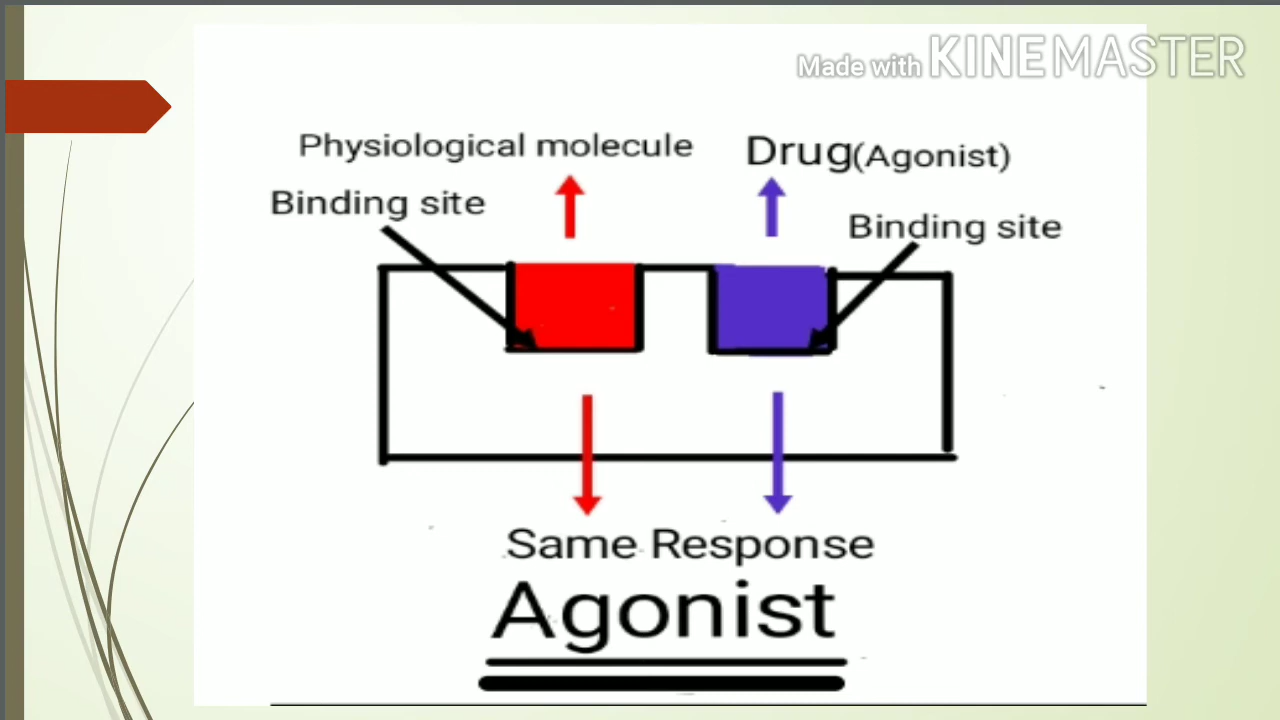 Made with KINEMASTER
Physiological molecule
Drug(Agonist)
Binding site
Binding site
Same Response
Agonist